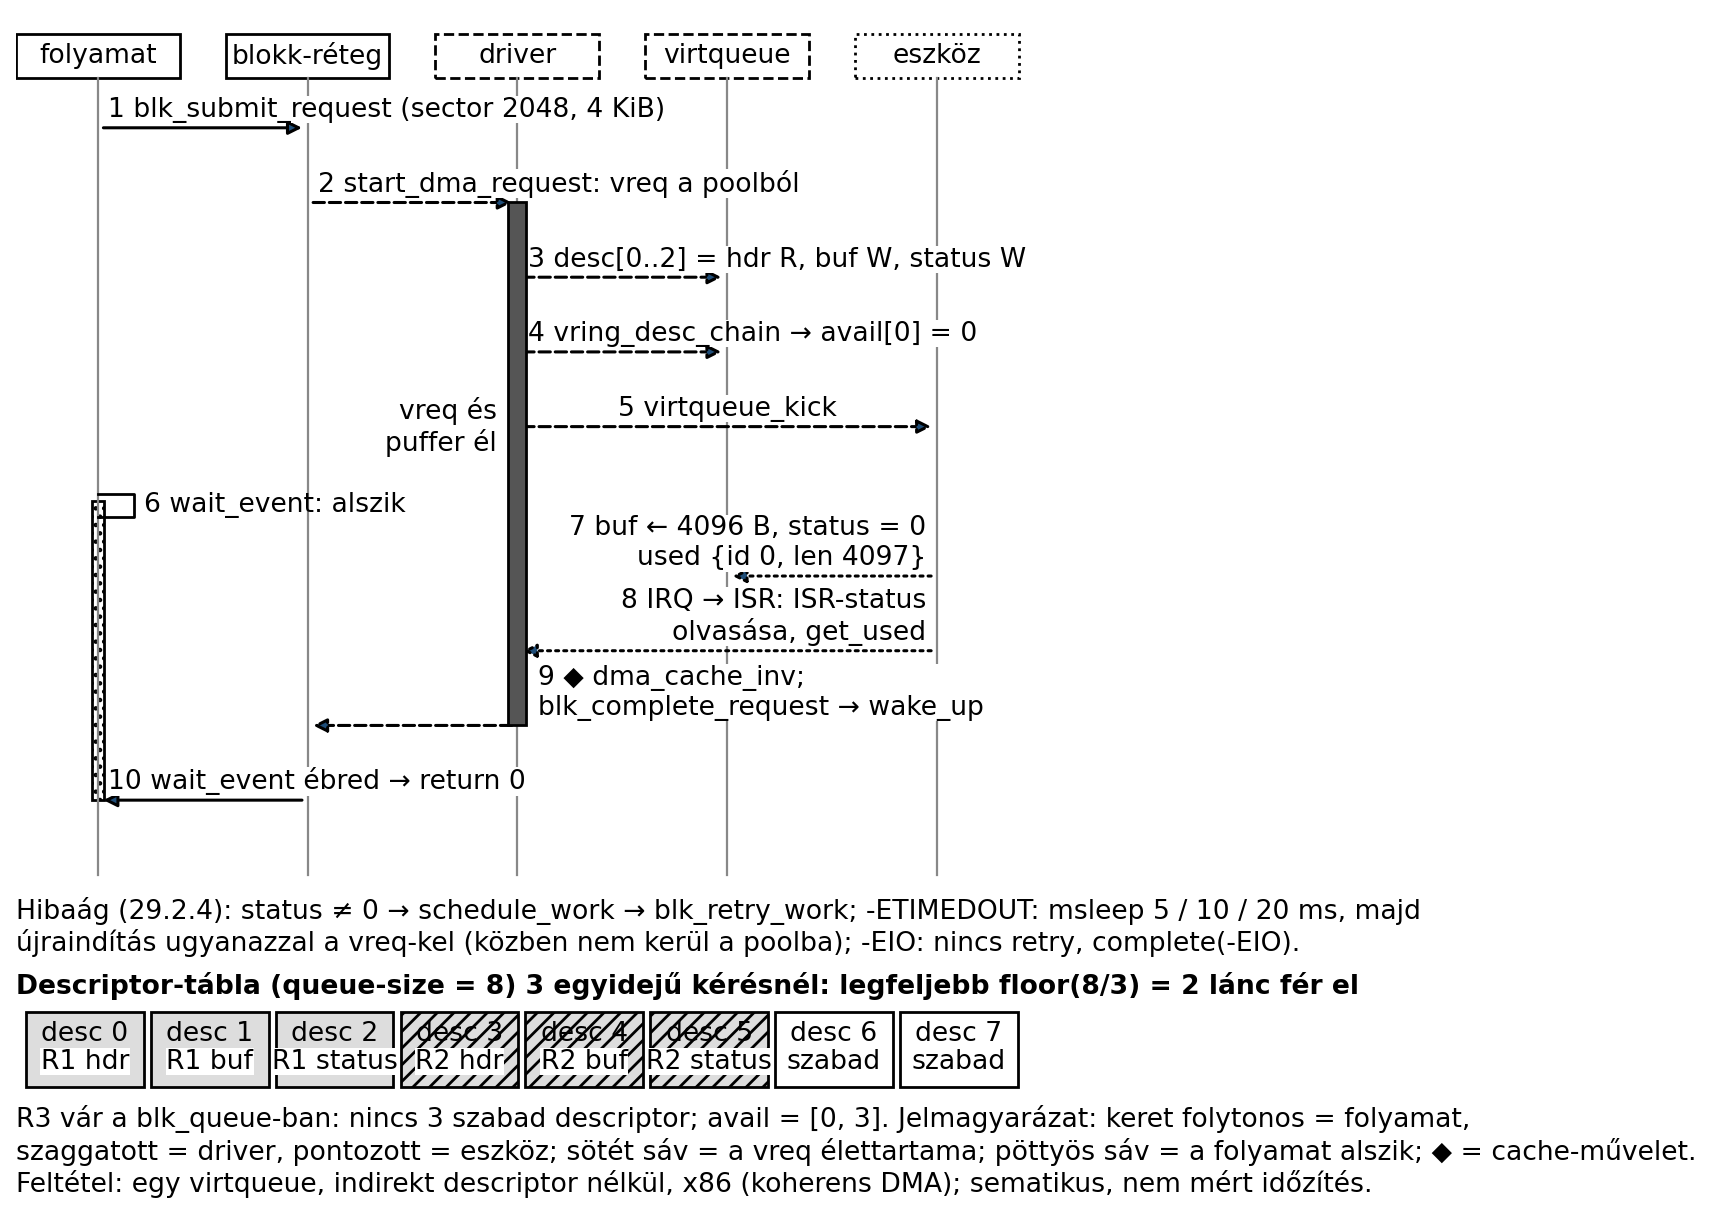 folyamat blokk-réteg driver virtqueue eszköz
1 blk_submit_request (sector 2048, 4 KiB)
2 start_dma_request: vreq a poolból
3 desc[0..2] = hdr R, buf W, status W
4 vring_desc_chain → avail[0] = 0
vreq és
puffer él
5 virtqueue_kick
6 wait_event: alszik
7 buf ← 4096 B, status = 0
used {id 0, len 4097}
8 IRQ → ISR: ISR-status
olvasása, get_used
9 ◆ dma_cache_inv;
blk_complete_request → wake_up
10 wait_event ébred → return 0
Hibaág (29.2.4): status ≠ 0 → schedule_work → blk_retry_work; -ETIMEDOUT: msleep 5 / 10 / 20 ms, majd
újraindítás ugyanazzal a vreq-kel (közben nem kerül a poolba); -EIO: nincs retry, complete(-EIO).
Descriptor-tábla (queue-size = 8) 3 egyidejű kérésnél: legfeljebb floor(8/3) = 2 lánc fér el
desc 0 desc 1 desc 2 desc 3 desc 4 desc 5 desc 6 desc 7
R1 hdr R1 buf R1 status R2 hdr R2 buf R2 status szabad szabad
R3 vár a blk_queue-ban: nincs 3 szabad descriptor; avail = [0, 3]. Jelmagyarázat: keret folytonos = folyamat,
szaggatott = driver, pontozott = eszköz; sötét sáv = a vreq élettartama; pöttyös sáv = a folyamat alszik; ◆ = cache-művelet.
Feltétel: egy virtqueue, indirekt descriptor nélkül, x86 (koherens DMA); sematikus, nem mért időzítés.